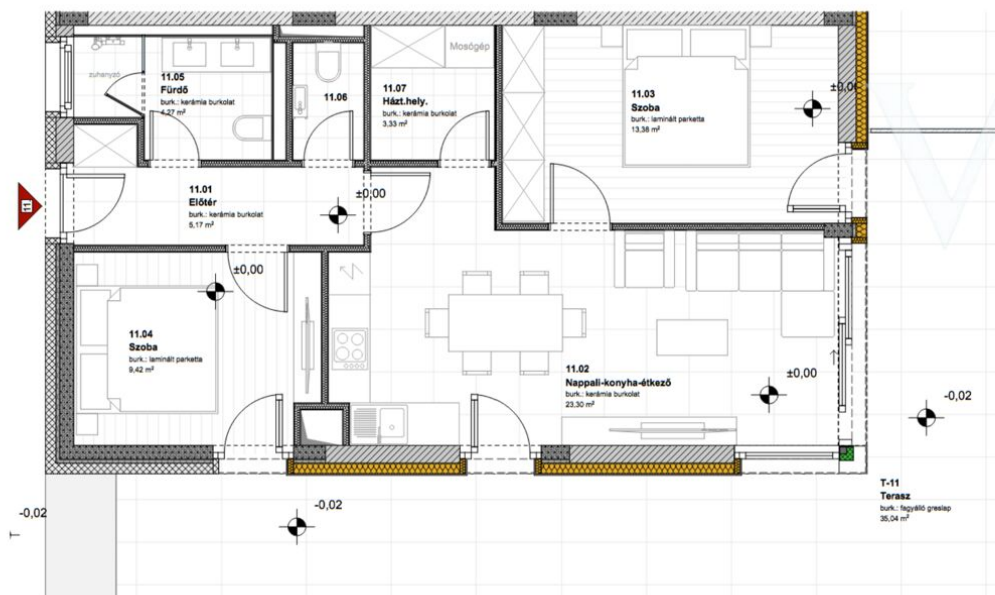 zuhanyzó
11.05
Fürdő
burk.: kerámia burkolat
4,27 m²
11.06
11.07
Házt.hely.
burk.: kerámia burkolat
3,33 m²
Mosógép
11.03
Szoba
burk.: laminált parketta
13,38 m²
±0,00
11
11.01
Előtér
burk.: kerámia burkolat
5,17 m²
±0,00
±0,00
11.04
Szoba
burk.: laminált parketta
9,42 m²
11.02
Nappali-konyha-étkező
burk.: kerámia burkolat
23,30 m²
±0,00
-0,02
T-11
Terasz
burk.: fagyálló greslap
35,04 m²
-0,02
-0,02
T